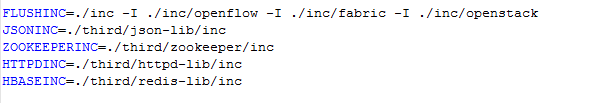 FLUSHINC=./inc -I ./inc/openflow -I ./inc/fabric -I ./inc/openstack
JSONINC=./third/json-lib/inc
ZOOKEEPERINC=./third/zookeeper/inc
HTTPDINC=./third/httpd-lib/inc
HBASEINC=./third/redis-lib/inc